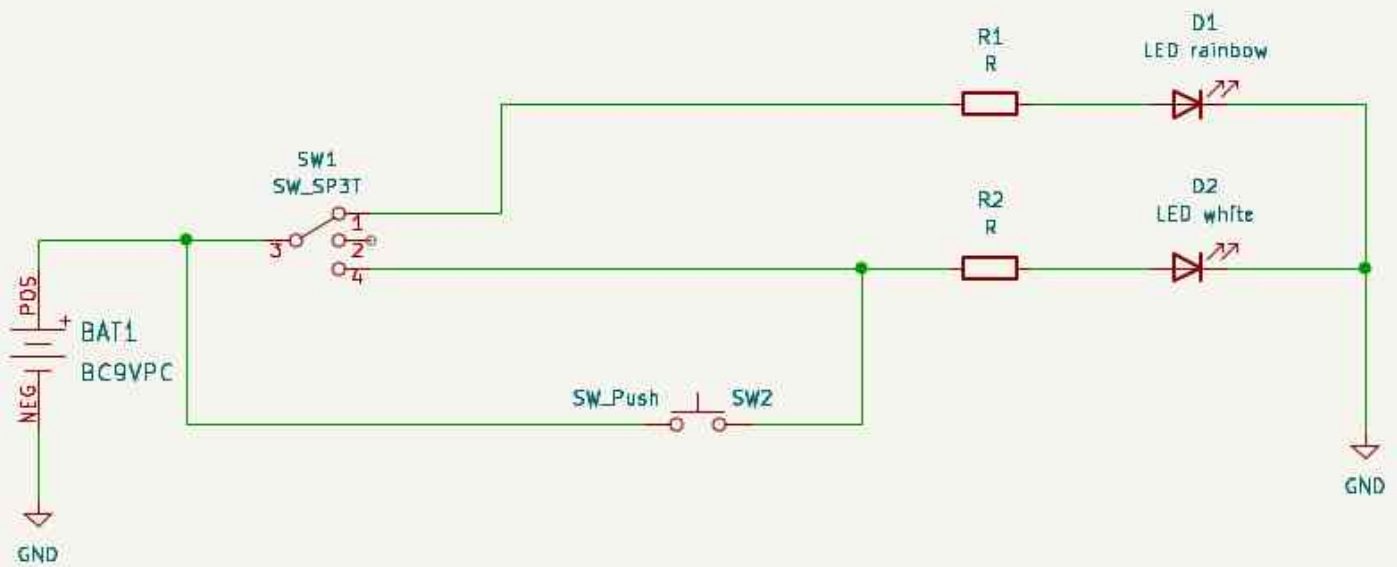 D1
LED rainbow
R1
R
SW1
SW_SP3T
1
2
3
4
D2
LED white
R2
R
POS
+
BAT1
BC9VPC
NEG
SW_Push
SW2
GND
GND